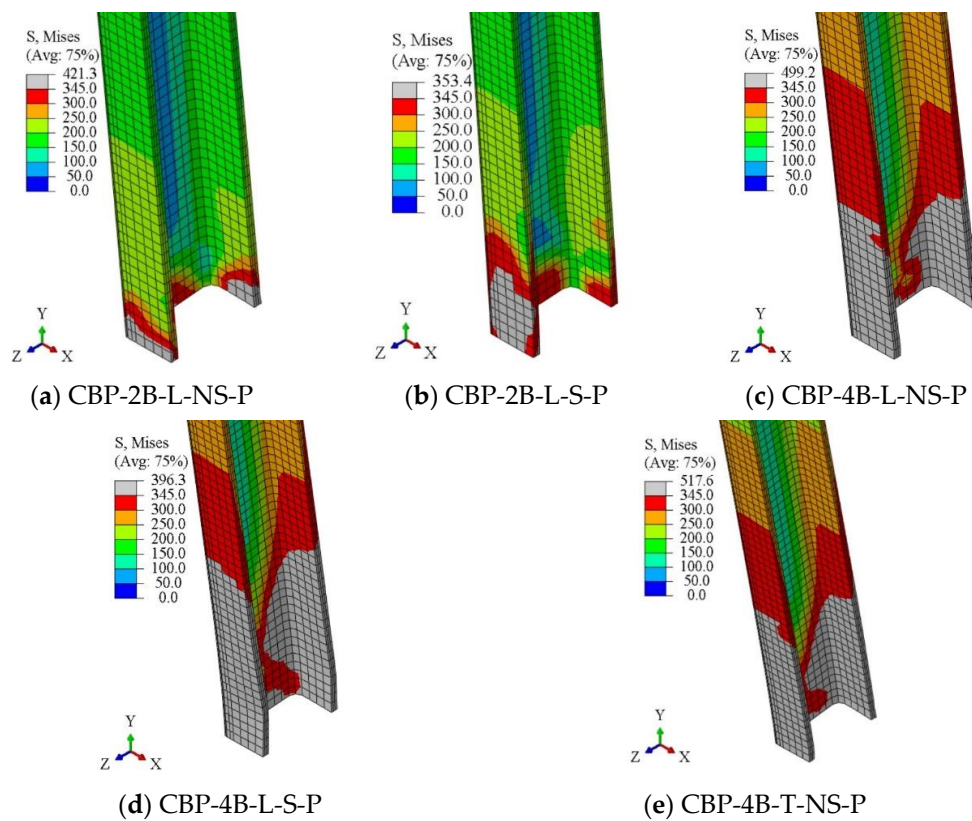 S, Mises
(Avg: 75%)
421.3
345.0
300.0
250.0
200.0
150.0
100.0
50.0
0.0
Y
Z
X
(a) CBP-2B-L-NS-P
S, Mises
(Avg: 75%)
353.4
345.0
300.0
250.0
200.0
150.0
100.0
50.0
0.0
Y
Z
X
(b) CBP-2B-L-S-P
S, Mises
(Avg: 75%)
499.2
345.0
300.0
250.0
200.0
150.0
100.0
50.0
0.0
Y
Z
X
(c) CBP-4B-L-NS-P
S, Mises
(Avg: 75%)
396.3
345.0
300.0
250.0
200.0
150.0
100.0
50.0
0.0
Y
Z
X
(d) CBP-4B-L-S-P
S, Mises
(Avg: 75%)
517.6
345.0
300.0
250.0
200.0
150.0
100.0
50.0
0.0
Y
Z
X
(e) CBP-4B-T-NS-P